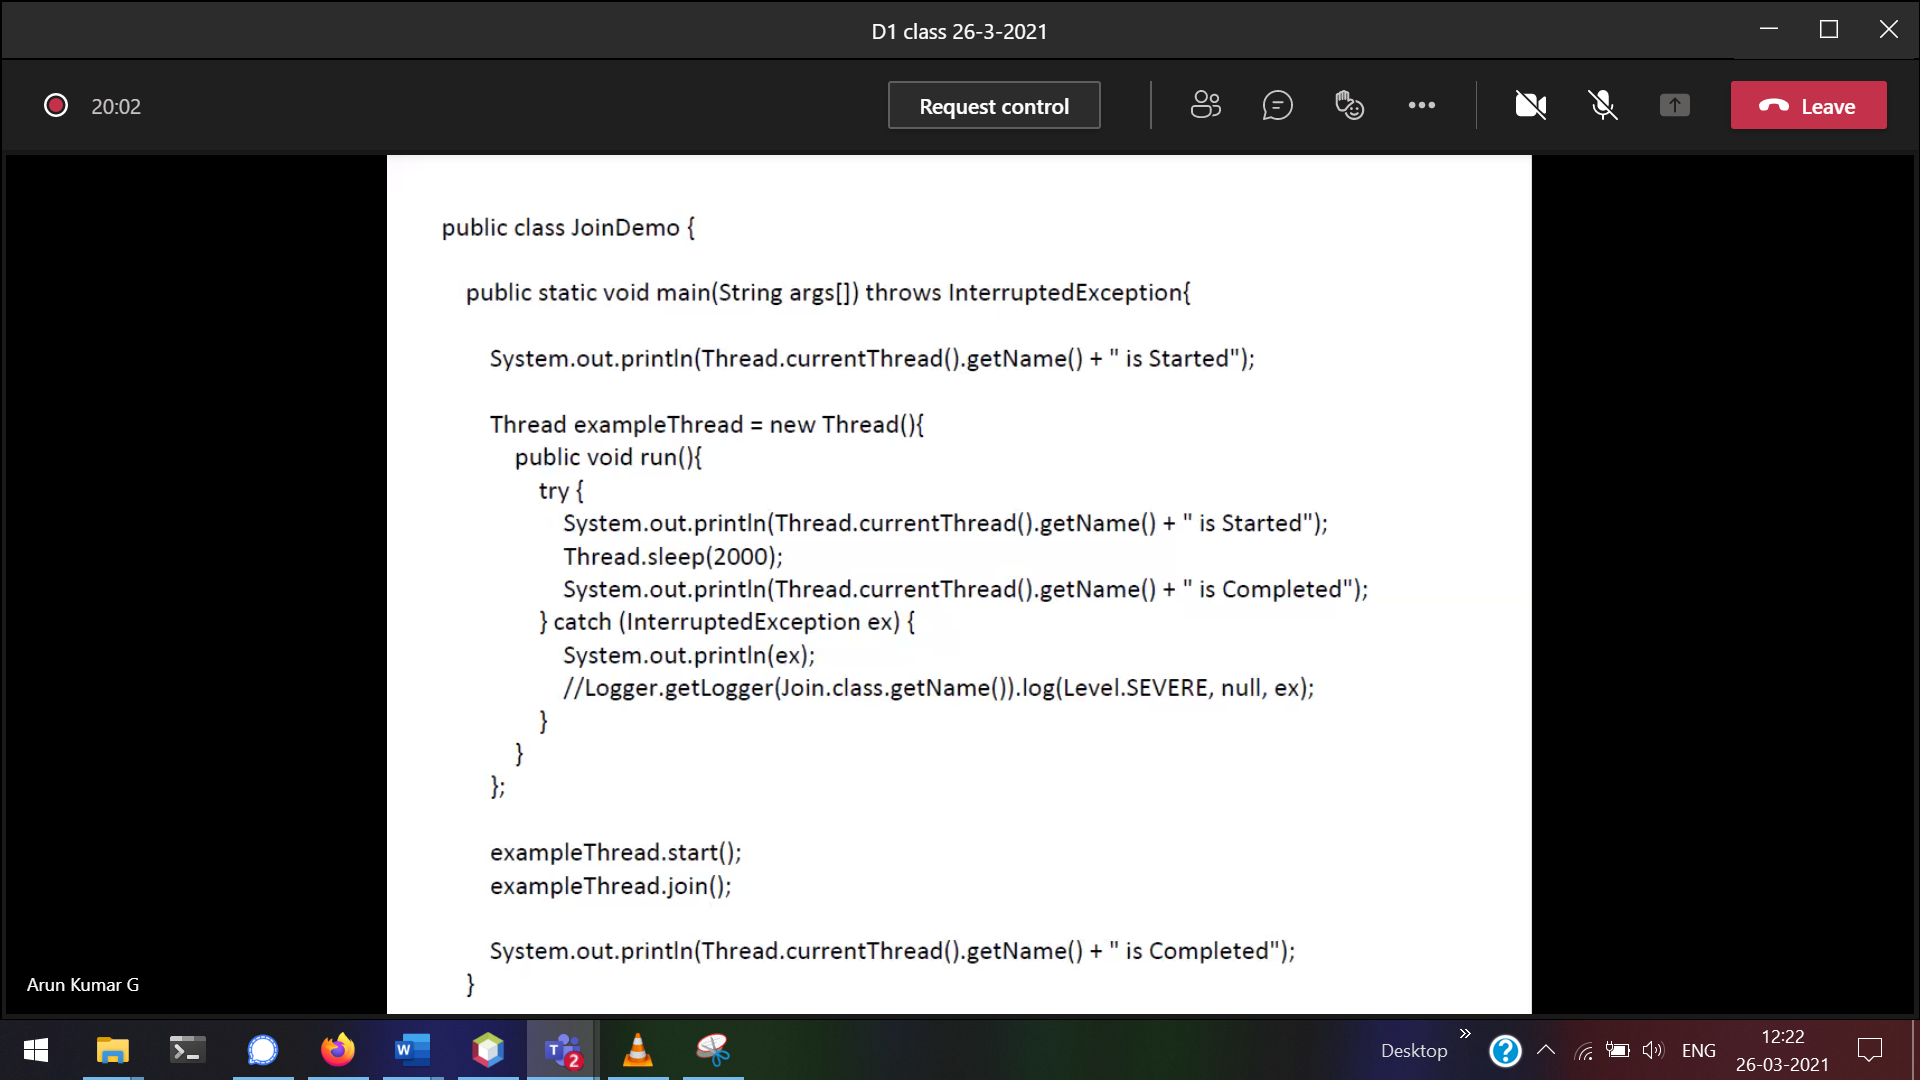 D1 class 26-3-2021
20:02
Request control
Leave
public class JoinDemo {
public static void main(String args[]) throws InterruptedException{
System.out.println(Thread.currentThread().getName() + " is Started");
Thread exampleThread = new Thread(){
public void run(){
try {
System.out.println(Thread.currentThread().getName() + " is Started");
Thread.sleep(2000);
System.out.println(Thread.currentThread().getName() + " is Completed");
} catch (InterruptedException ex) {
System.out.println(ex);
//Logger.getLogger(Join.class.getName()).log(Level.SEVERE, null, ex);
}
}
};
exampleThread.start();
exampleThread.join();
System.out.println(Thread.currentThread().getName() + " is Completed");
}
Arun Kumar G
W
T
2
Desktop
ENG
12:22
26-03-2021